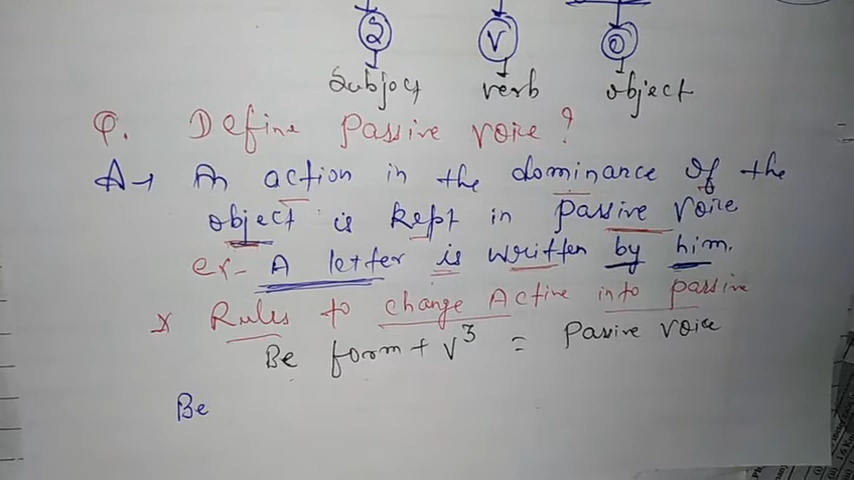 S V O
Subject verb object
Q. Define Passive voice?
A→ An action in the dominance of the
object is kept in passive voice
ex- A letter is written by him.
* Rules to change Active into passive
Be form + V³ = Passive voice
Be